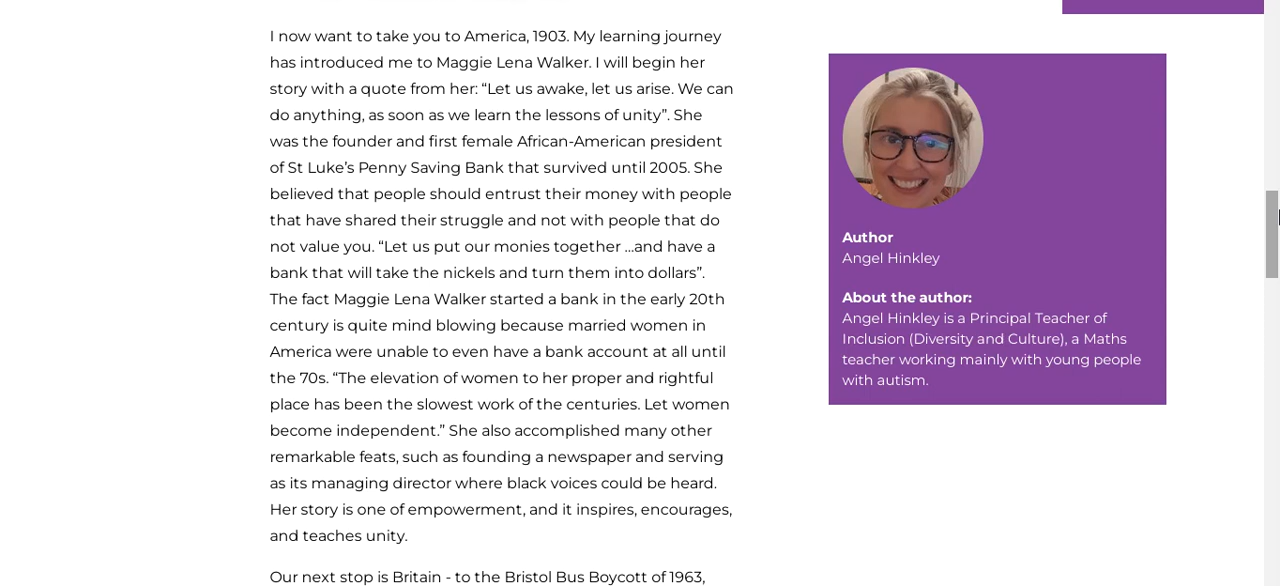 I now want to take you to America, 1903. My learning journey
has introduced me to Maggie Lena Walker. I will begin her
story with a quote from her: “Let us awake, let us arise. We can
do anything, as soon as we learn the lessons of unity”. She
was the founder and first female African-American president
of St Luke’s Penny Saving Bank that survived until 2005. She
believed that people should entrust their money with people
that have shared their struggle and not with people that do
not value you. “Let us put our monies together ...and have a
bank that will take the nickels and turn them into dollars”.
The fact Maggie Lena Walker started a bank in the early 20th
century is quite mind blowing because married women in
America were unable to even have a bank account at all until
the 70s. “The elevation of women to her proper and rightful
place has been the slowest work of the centuries. Let women
become independent.” She also accomplished many other
remarkable feats, such as founding a newspaper and serving
as its managing director where black voices could be heard.
Her story is one of empowerment, and it inspires, encourages,
and teaches unity.
Our next stop is Britain - to the Bristol Bus Boycott of 1963,
Author
Angel Hinkley
About the author:
Angel Hinkley is a Principal Teacher of
Inclusion (Diversity and Culture), a Maths
teacher working mainly with young people
with autism.